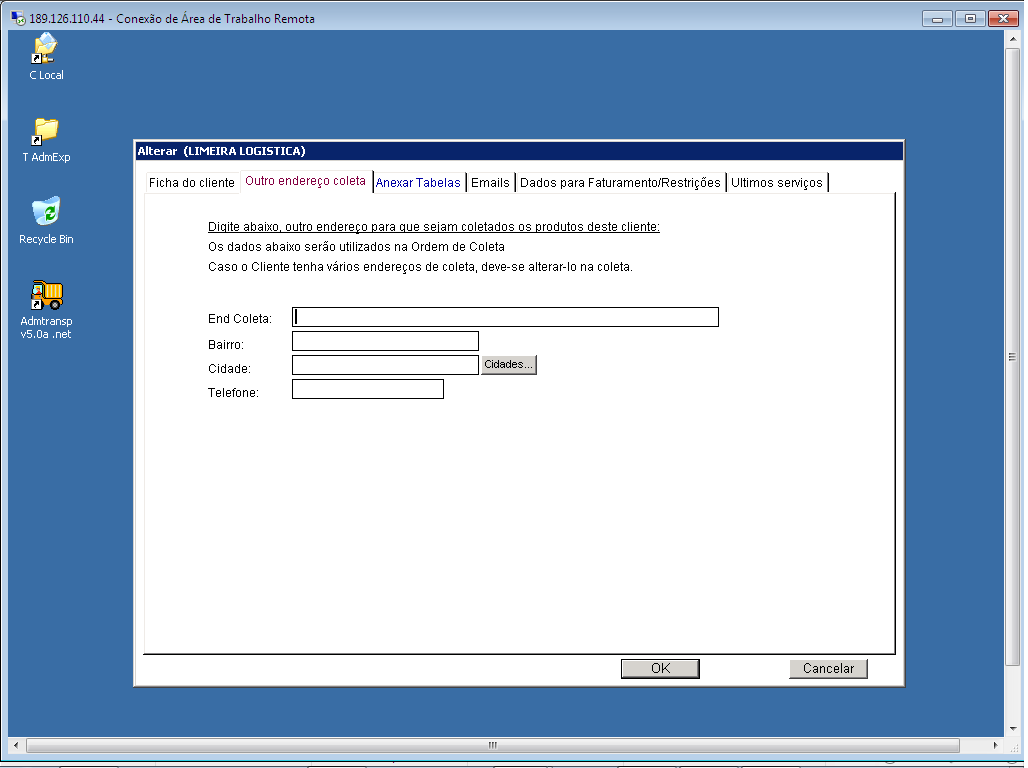 189.126.110.44 - Conexão de Área de Trabalho Remota
C Local
T AdmExp
Recycle Bin
Admtransp
v5.0a .net
Alterar (LIMEIRA LOGISTICA)
Ficha do cliente Outro endereço coleta Anexar Tabelas Emails Dados para Faturamento/Restrições Ultimos serviços
Digite abaixo, outro endereço para que sejam coletados os produtos deste cliente:
Os dados abaixo serão utilizados na Ordem de Coleta
Caso o Cliente tenha vários endereços de coleta, deve-se alterar-lo na coleta.
End Coleta:
Bairro:
Cidade: Cidades...
Telefone:
OK Cancelar